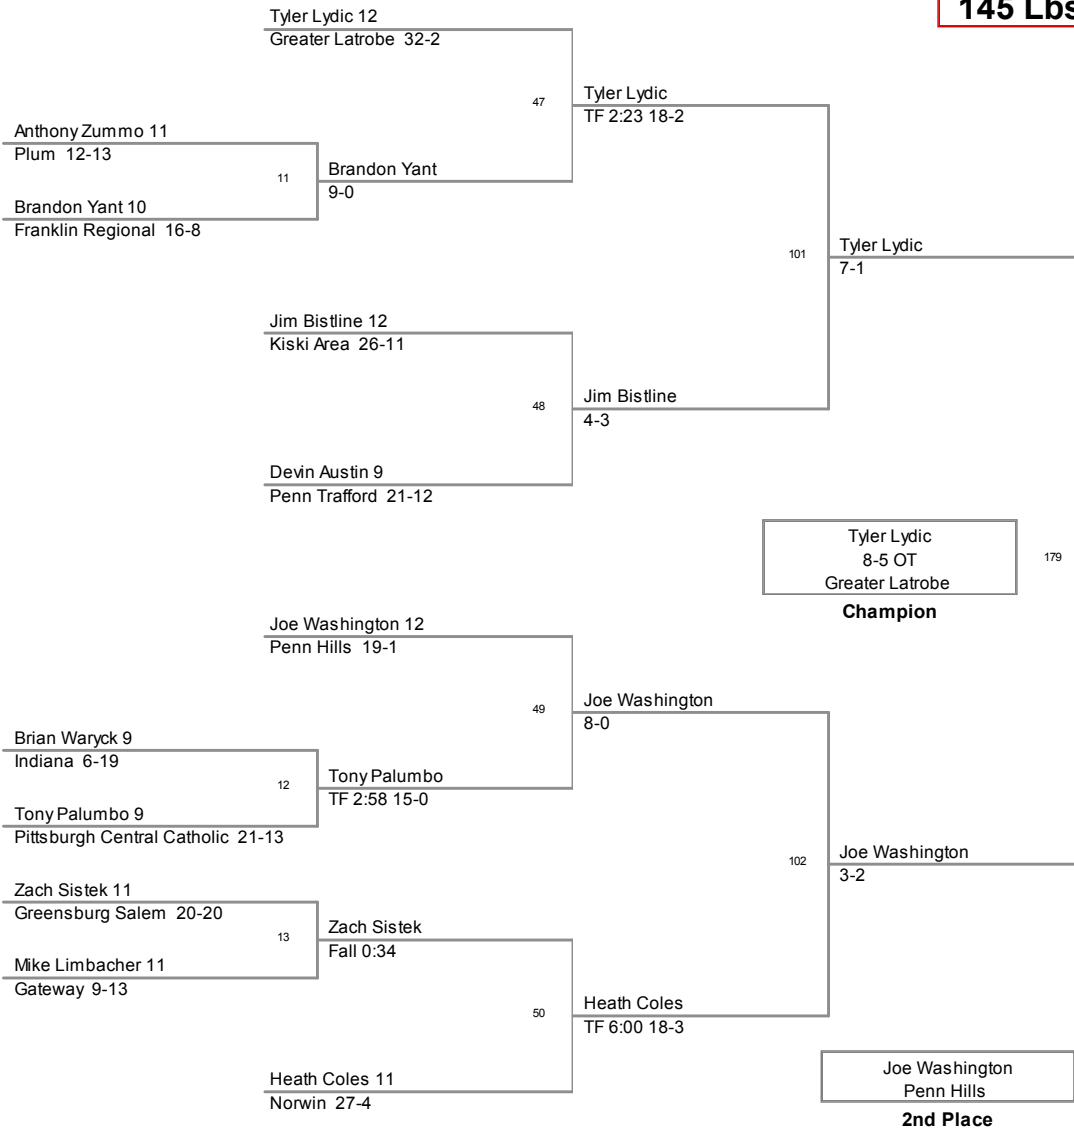 145 Lbs
Tyler Lydic 12
Greater Latrobe 32-2
47
Tyler Lydic
TF 2:23 18-2
Anthony Zummo 11
Plum 12-13
11
Brandon Yant
9-0
Brandon Yant 10
Franklin Regional 16-8
101
Tyler Lydic
7-1
Jim Bistline 12
Kiski Area 26-11
48
Jim Bistline
4-3
Devin Austin 9
Penn Trafford 21-12
Tyler Lydic
8-5 OT
Greater Latrobe
179
Champion
Joe Washington 12
Penn Hills 19-1
49
Joe Washington
8-0
Brian Waryck 9
Indiana 6-19
12
Tony Palumbo
TF 2:58 15-0
Tony Palumbo 9
Pittsburgh Central Catholic 21-13
102
Joe Washington
3-2
Zach Sistek 11
Greensburg Salem 20-20
13
Zach Sistek
Fall 0:34
Mike Limbacher 11
Gateway 9-13
50
Heath Coles
TF 6:00 18-3
Heath Coles 11
Norwin 27-4
Joe Washington
Penn Hills
2nd Place